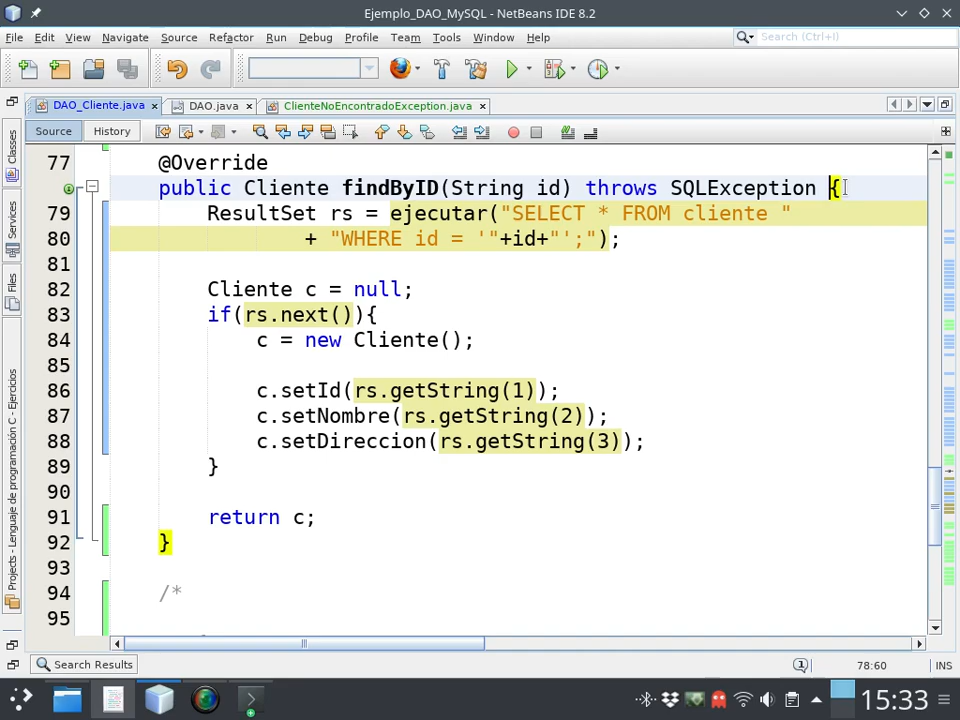 Ejemplo_DAO_MySQL - NetBeans IDE 8.2
File Edit View Navigate Source Refactor Run Debug Profile Team Tools Window Help
Search (Ctrl+I)
DAO_Cliente.java
DAO.java
ClienteNoEncontradoException.java
Source History
Classes
Services
Files
Projects - Lenguaje de programación C - Ejercicios
77 @Override
public Cliente findByID(String id) throws SQLException {
79 ResultSet rs = ejecutar("SELECT * FROM cliente "
80 + "WHERE id = '"+id+"';");
81
82 Cliente c = null;
83 if(rs.next()){
84 c = new Cliente();
85
86 c.setId(rs.getString(1));
87 c.setNombre(rs.getString(2));
88 c.setDireccion(rs.getString(3));
89 }
90
91 return c;
92 }
93
94 /*
95
Search Results
1
78:60
INS
15:33